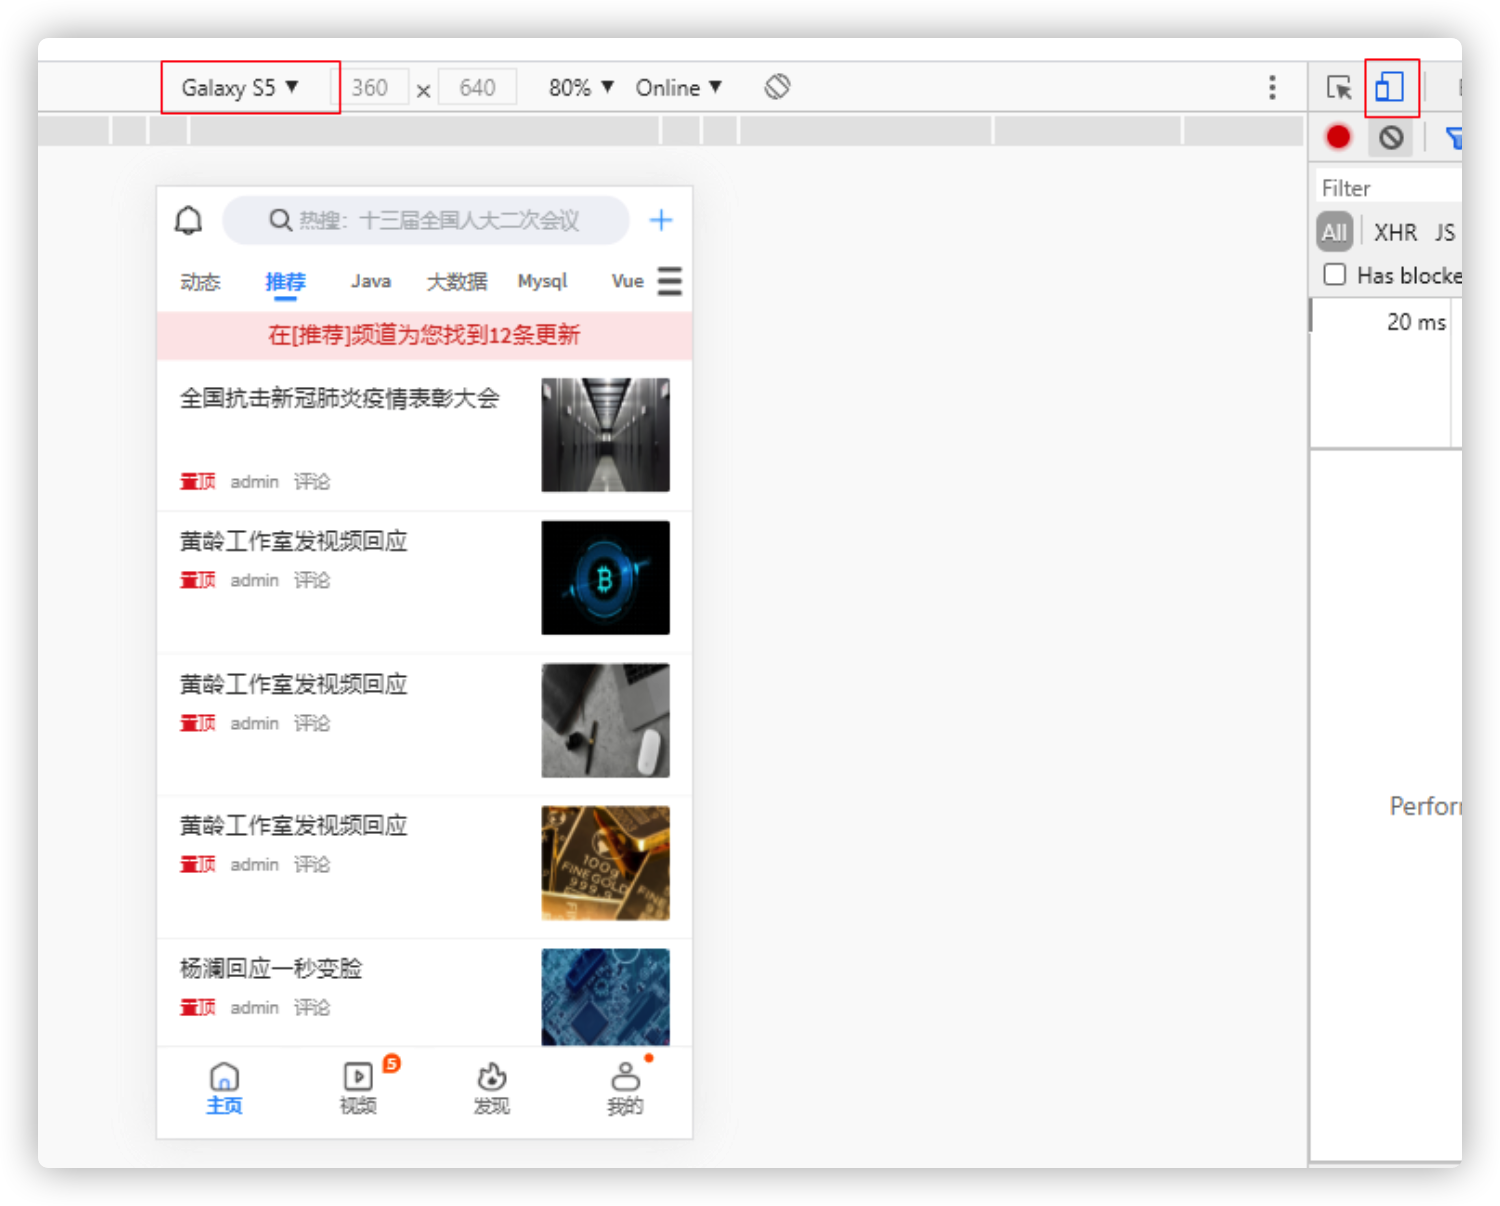 Galaxy S5 ▼ 360 × 640 80% ▼ Online ▼
Filter
All XHR JS
Has blocke
20 ms
Perfor
热搜：十三届全国人大二次会议
动态 推荐 Java 大数据 Mysql Vue
在[推荐]频道为您找到12条更新
全国抗击新冠肺炎疫情表彰大会
置顶 admin 评论
黄龄工作室发视频回应
置顶 admin 评论
黄龄工作室发视频回应
置顶 admin 评论
黄龄工作室发视频回应
置顶 admin 评论
100g
FINE GOLD
999.9
FINE
杨澜回应一秒变脸
置顶 admin 评论
5
主页 视频 发现 我的